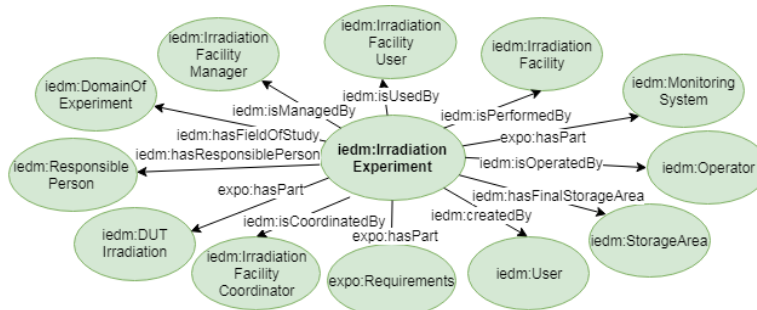 iedm:Irradiation
Facility
User
iedm:Irradiation
Facility
Manager
iedm:Irradiation
Facility
iedm:DomainOf
Experiment
iedm:Monitoring
System
iedm:isUsedBy
iedm:isManagedBy
iedm:isPerformedBy
iedm:hasFieldOfStudy
expo:hasPart
iedm:hasResponsiblePerson
iedm:Irradiation
Experiment
iedm:isOperatedBy
iedm:Responsible
Person
iedm:Operator
expo:hasPart
iedm:hasFinalStorageArea
iedm:isCoordinatedBy
iedm:createdBy
expo:hasPart
iedm:DUT
Irradiation
iedm:StorageArea
iedm:Irradiation
Facility
Coordinator
expo:Requirements
iedm:User